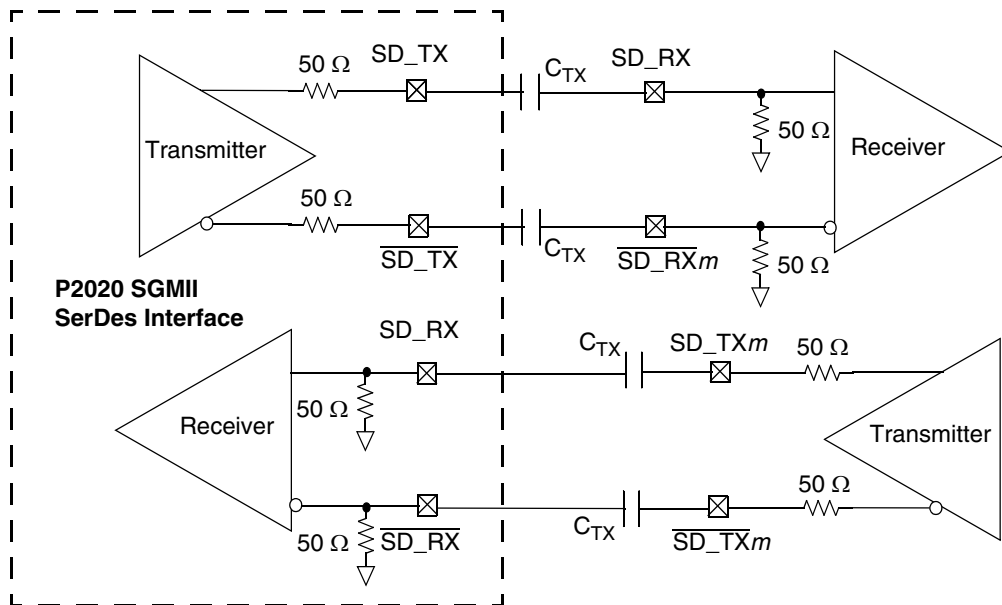 50 Ω
SD_TX
C_TX
SD_RX
50 Ω
Transmitter
Receiver
50 Ω
SD_TX
C_TX
SD_RXm
50 Ω
P2020 SGMII
SerDes Interface
SD_RX
C_TX
SD_TXm
50 Ω
50 Ω
Receiver
Transmitter
50 Ω
50 Ω
SD_RX
C_TX
SD_TXm